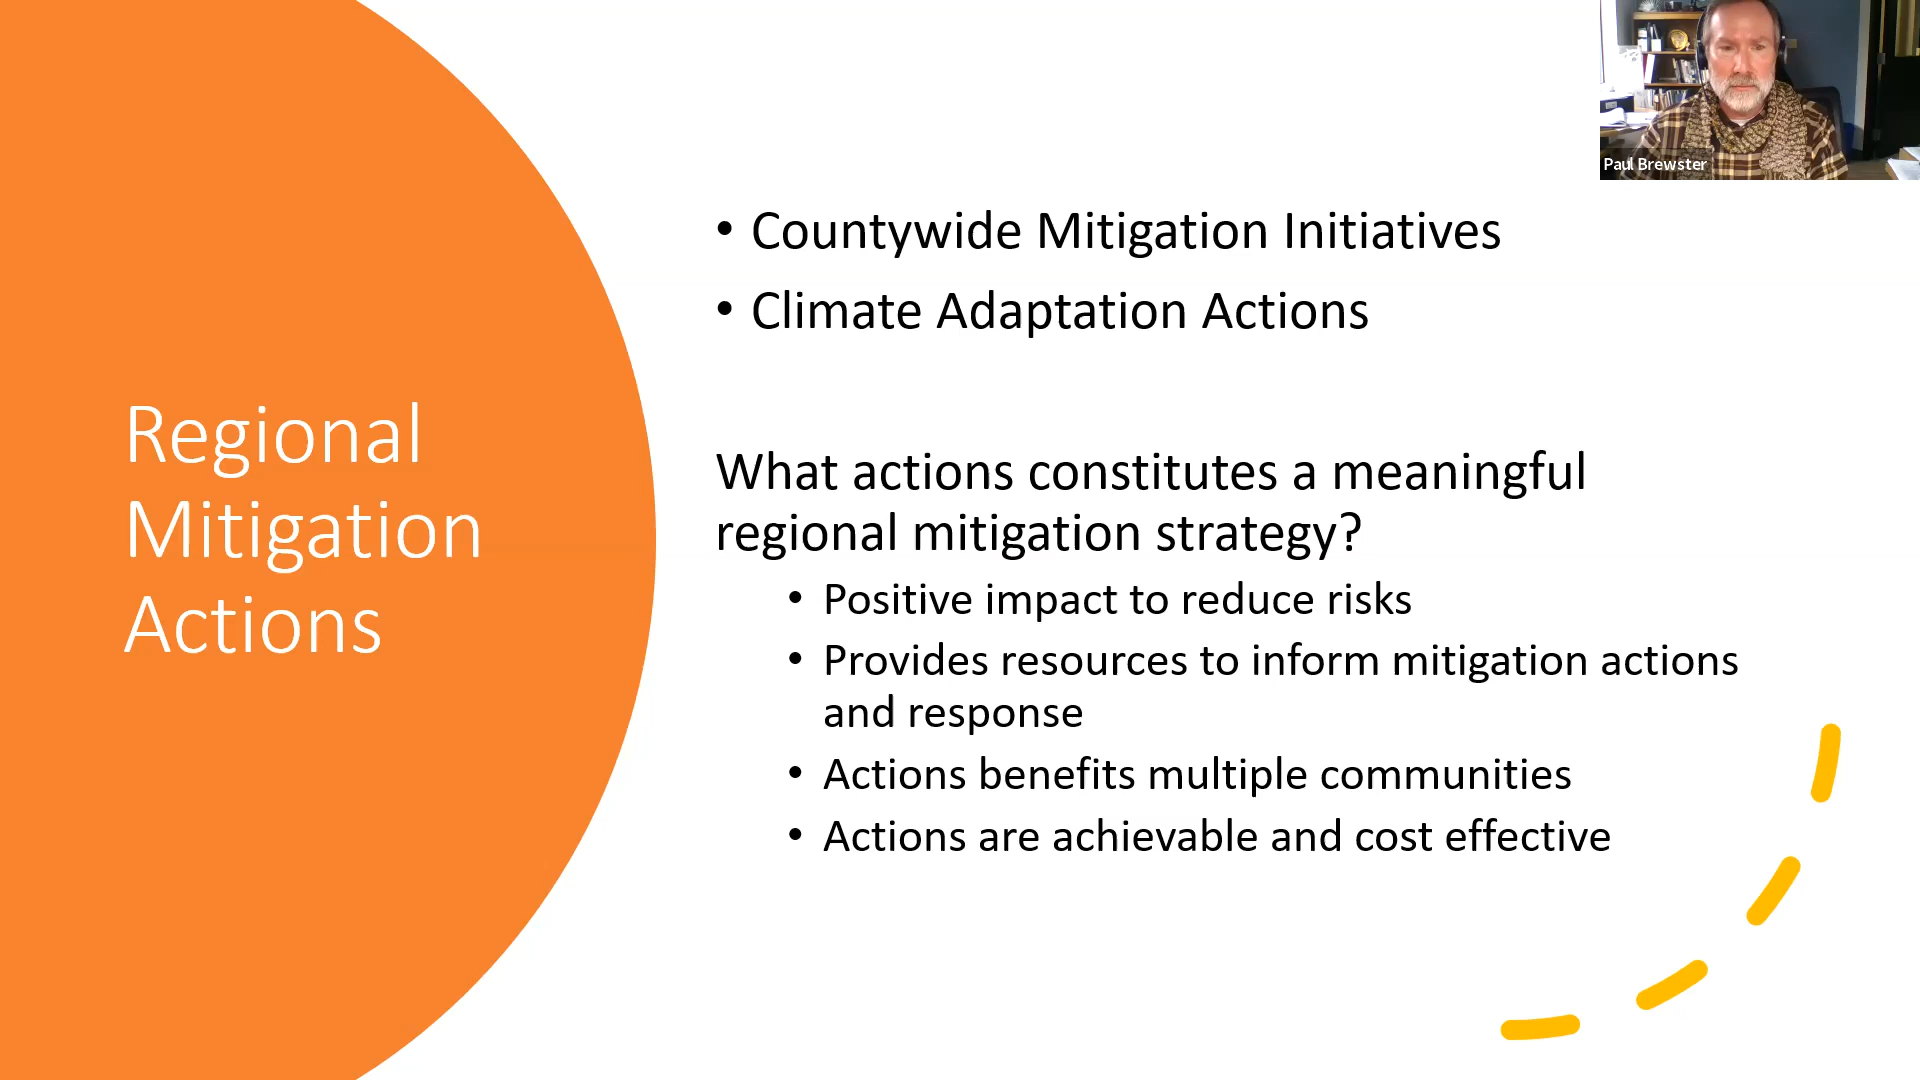 Paul Brewster
Regional
Mitigation
Actions
• Countywide Mitigation Initiatives
• Climate Adaptation Actions
What actions constitutes a meaningful
regional mitigation strategy?
• Positive impact to reduce risks
• Provides resources to inform mitigation actions
and response
• Actions benefits multiple communities
• Actions are achievable and cost effective